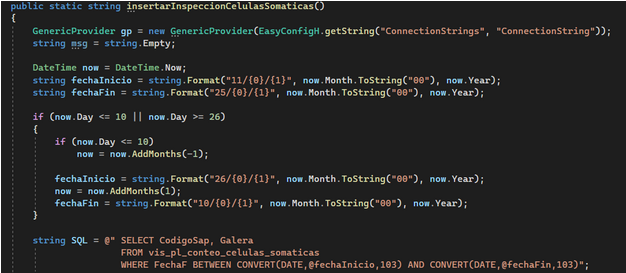 public static string insertarInspeccionCelulasSomaticas()
{
GenericProvider gp = new GenericProvider(EasyConfigH.getString("ConnectionStrings", "ConnectionString"));
string msg = string.Empty;
DateTime now = DateTime.Now;
string fechaInicio = string.Format("11/{0}/{1}", now.Month.ToString("00"), now.Year);
string fechaFin = string.Format("25/{0}/{1}", now.Month.ToString("00"), now.Year);
if (now.Day <= 10 || now.Day >= 26)
{
if (now.Day <= 10)
now = now.AddMonths(-1);
fechaInicio = string.Format("26/{0}/{1}", now.Month.ToString("00"), now.Year);
now = now.AddMonths(1);
fechaFin = string.Format("10/{0}/{1}", now.Month.ToString("00"), now.Year);
}
string SQL = @" SELECT CodigoSap, Galera
FROM vis_pl_conteo_celulas_somaticas
WHERE FechaF BETWEEN CONVERT(DATE,@fechaInicio,103) AND CONVERT(DATE,@fechaFin,103)";